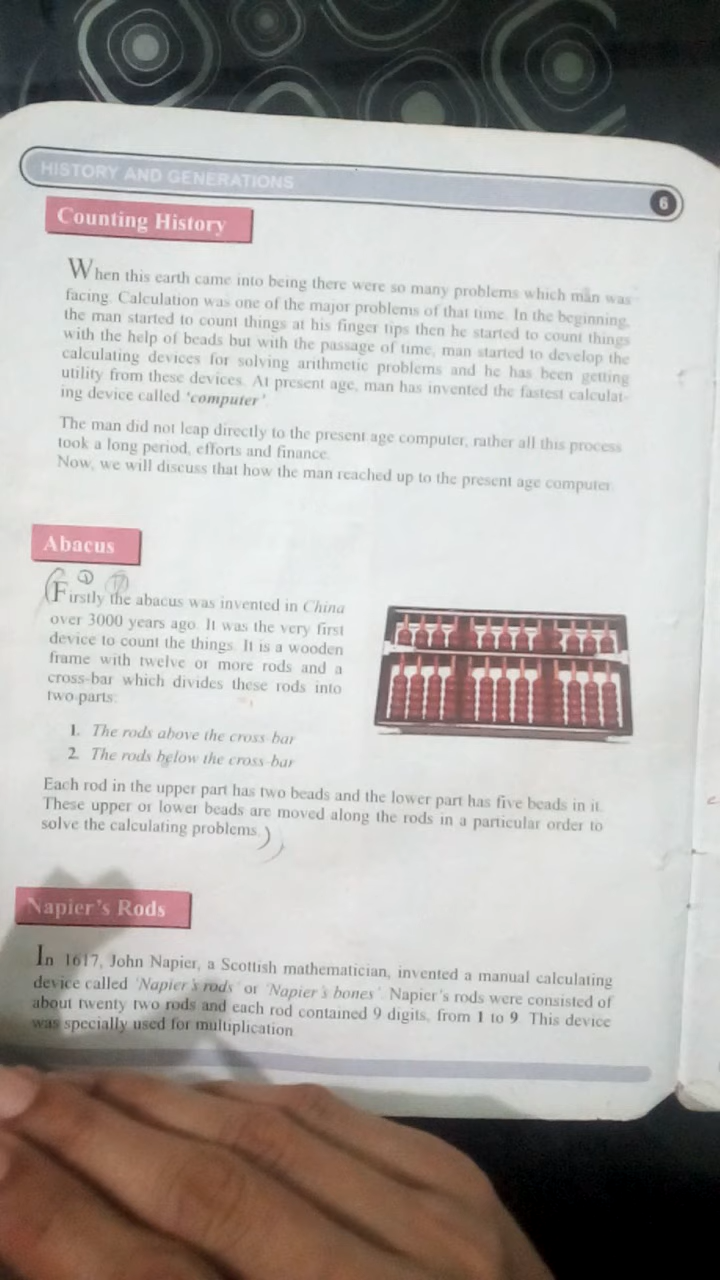 HISTORY AND GENERATIONS
6
Counting History
When this earth came into being there were so many problems which man was
facing. Calculation was one of the major problems of that time. In the beginning,
the man started to count things at his finger tips then he started to count things
with the help of beads but with the passage of time, man started to develop the
calculating devices for solving arithmetic problems and he has been getting
utility from these devices. At present age, man has invented the fastest calculat-
ing device called 'computer'.
The man did not leap directly to the present age computer, rather all this process
took a long period, efforts and finance.
Now, we will discuss that how the man reached up to the present age computer.
Abacus
Firstly the abacus was invented in China
over 3000 years ago. It was the very first
device to count the things. It is a wooden
frame with twelve or more rods and a
cross-bar which divides these rods into
two parts:
1. The rods above the cross-bar
2. The rods below the cross-bar
Each rod in the upper part has two beads and the lower part has five beads in it.
These upper or lower beads are moved along the rods in a particular order to
solve the calculating problems.
Napier's Rods
In 1617, John Napier, a Scottish mathematician, invented a manual calculating
device called 'Napier's rods' or 'Napier's bones'. Napier's rods were consisted of
about twenty two rods and each rod contained 9 digits, from 1 to 9. This device
was specially used for multiplication.